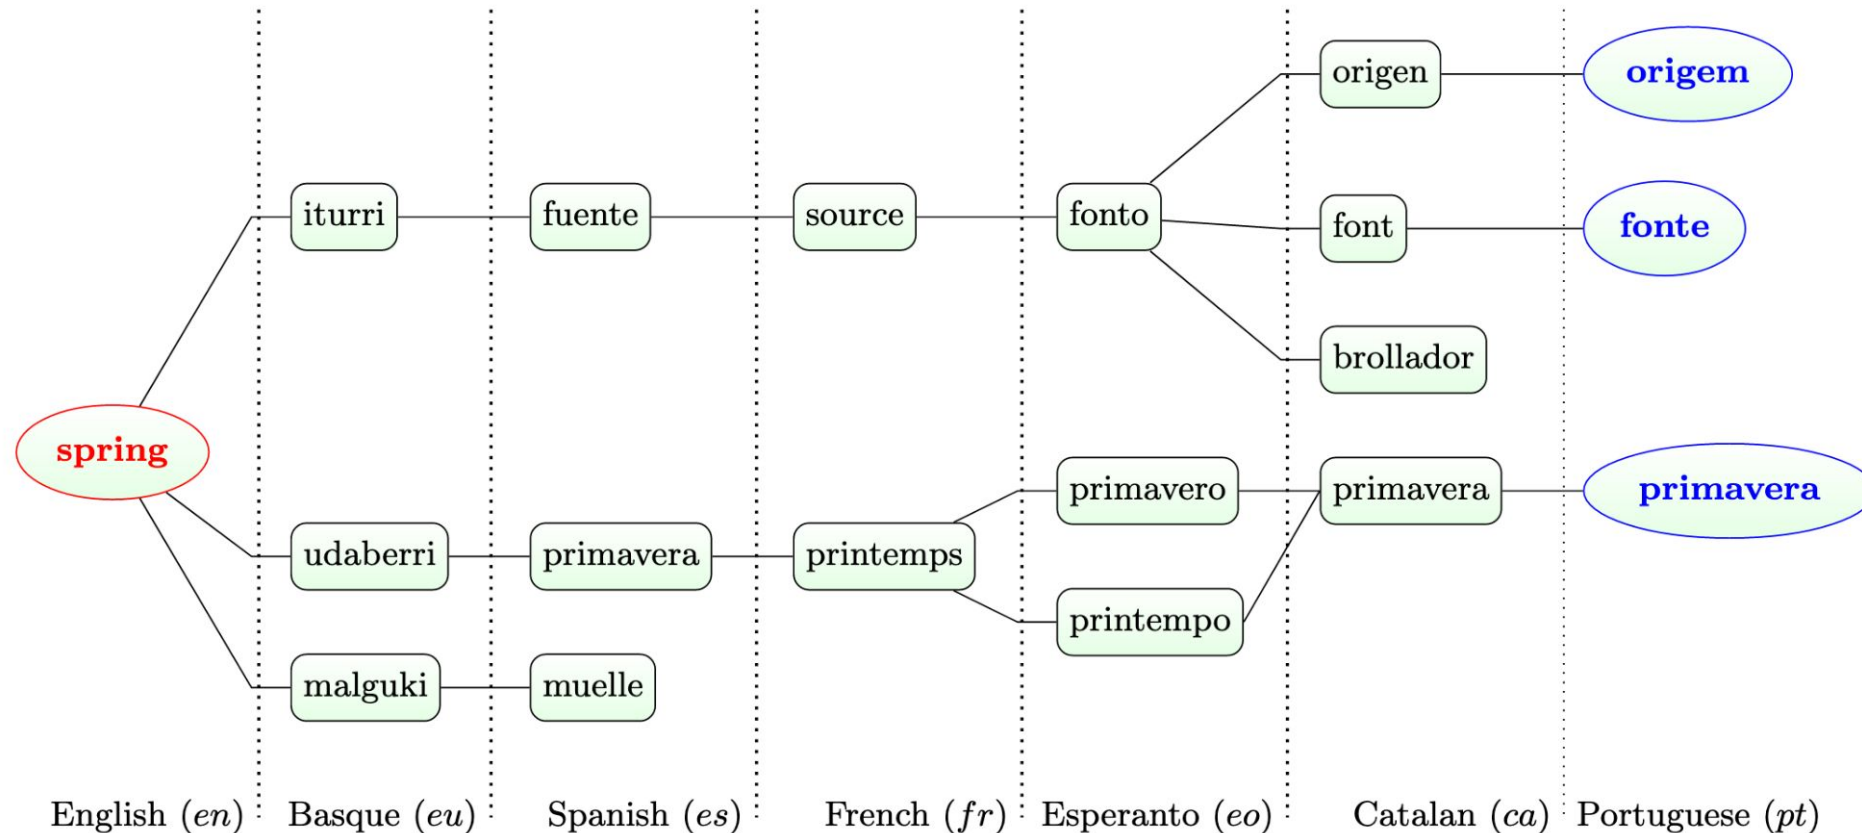 origen
origem
iturri
fuente
source
fonto
font
fonte
brollador
spring
primavero
primavera
primavera
udaberri
primavera
printemps
printempo
malguki
muelle
English (en)
Basque (eu)
Spanish (es)
French (fr)
Esperanto (eo)
Catalan (ca)
Portuguese (pt)